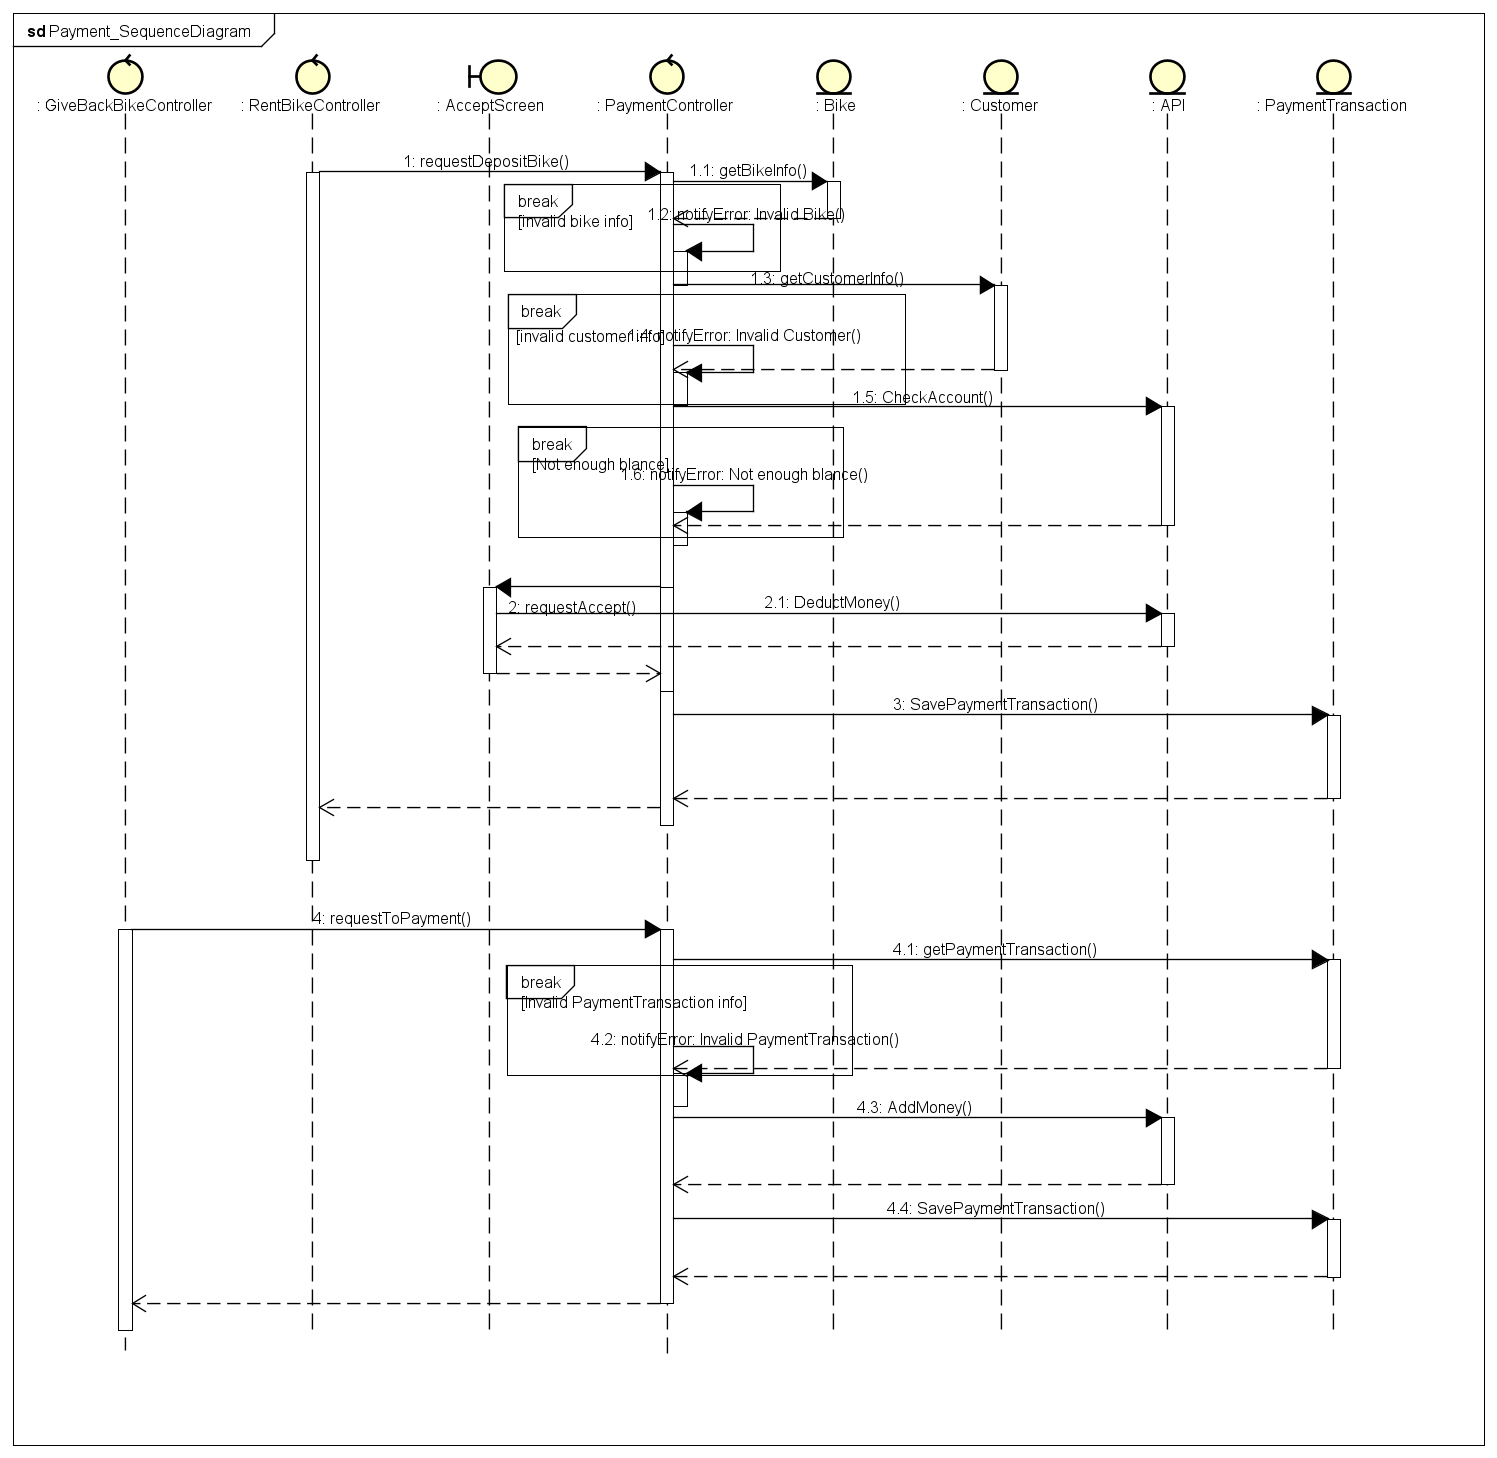 sd Payment_SequenceDiagram
: GiveBackBikeController
: RentBikeController
: AcceptScreen
: PaymentController
: Bike
: Customer
: API
: PaymentTransaction
1: requestDepositBike()
1.1: getBikeInfo()
break
[invalid bike info]
1.2: notifyError: Invalid Bike()
1.3: getCustomerInfo()
break
[invalid customer info]
1.4: notifyError: Invalid Customer()
1.5: CheckAccount()
break
[Not enough blance]
1.6: notifyError: Not enough blance()
2: requestAccept()
2.1: DeductMoney()
3: SavePaymentTransaction()
4: requestToPayment()
4.1: getPaymentTransaction()
break
[Invalid PaymentTransaction info]
4.2: notifyError: Invalid PaymentTransaction()
4.3: AddMoney()
4.4: SavePaymentTransaction()